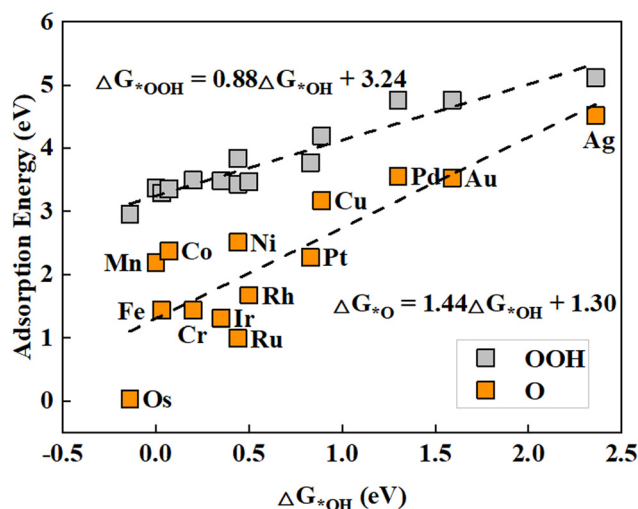 6
5
4
3
2
1
0
Adsorption Energy (eV)
△G*OOH = 0.88△G*OH + 3.24
Ag
Pd
Au
Cu
Co
Ni
Mn
Pt
Rh
△G*O = 1.44△G*OH + 1.30
Fe
Cr
Ir
Ru
Os
OOH
O
-0.5 0.0 0.5 1.0 1.5 2.0 2.5
△G*OH (eV)